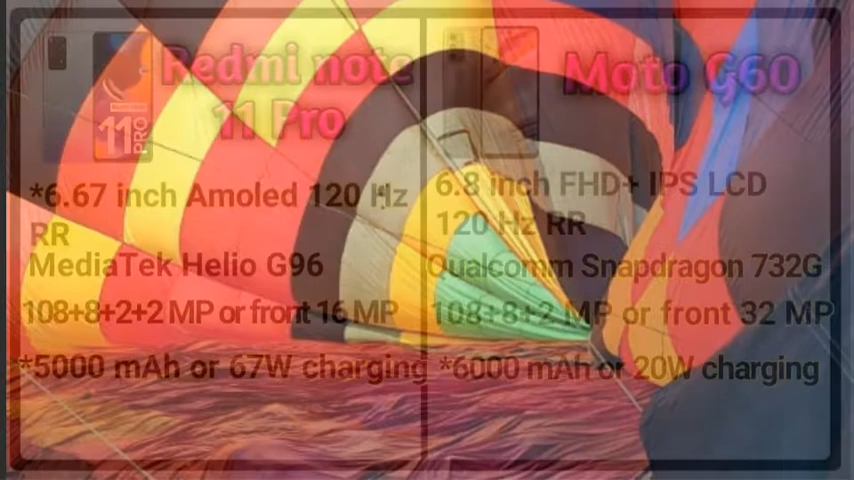 Redmi note
11 Pro
11 PRO
*6.67 inch Amoled 120 Hz
RR
MediaTek Helio G96
108+8+2+2 MP or front 16 MP
*5000 mAh or 67W charging
Moto G60
6.8 inch FHD+ IPS LCD
120 Hz RR
Qualcomm Snapdragon 732G
108+8+2 MP or front 32 MP
*6000 mAh or 20W charging